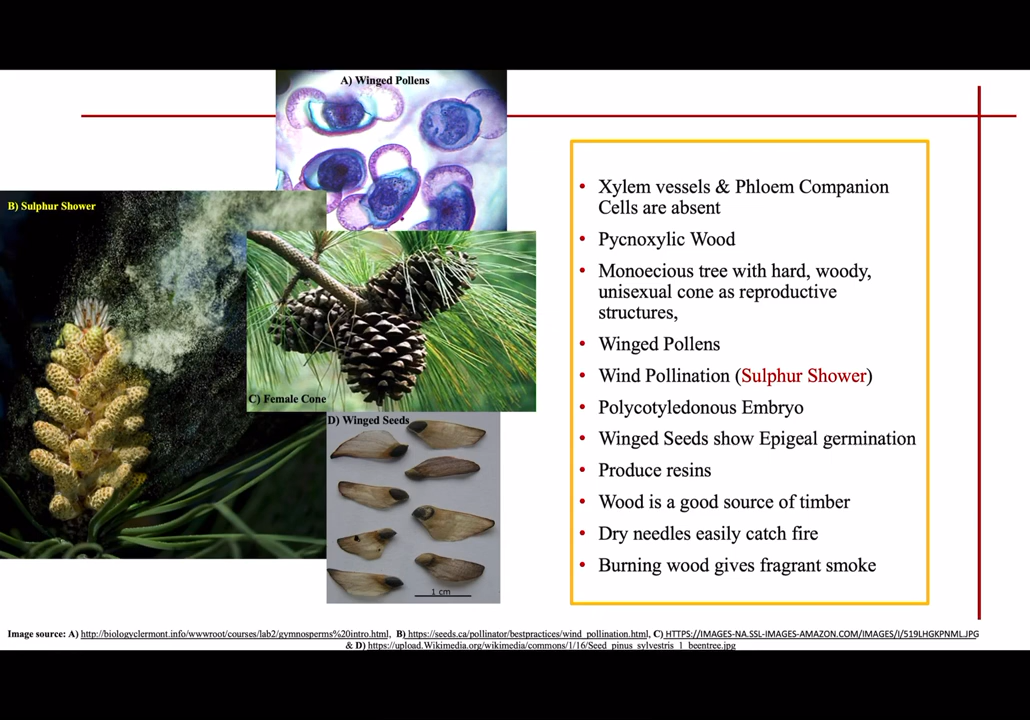 A) Winged Pollens
B) Sulphur Shower
C) Female Cone
D) Winged Seeds
1 cm
• Xylem vessels & Phloem Companion
Cells are absent
• Pycnoxylic Wood
• Monoecious tree with hard, woody,
unisexual cone as reproductive
structures,
• Winged Pollens
• Wind Pollination (Sulphur Shower)
• Polycotyledonous Embryo
• Winged Seeds show Epigeal germination
• Produce resins
• Wood is a good source of timber
• Dry needles easily catch fire
• Burning wood gives fragrant smoke
Image source: A) http://biologyclermont.info/wwwroot/courses/lab2/gymnosperms%20intro.html, B) https://seeds.ca/pollinator/bestpractices/wind_pollination.html, C) HTTPS://IMAGES-NA.SSL-IMAGES-AMAZON.COM/IMAGES/I/519LHGKPNML.JPG
& D) https://upload.Wikimedia.org/wikimedia/commons/1/16/Seed_pinus_sylvestris_1_beentree.jpg